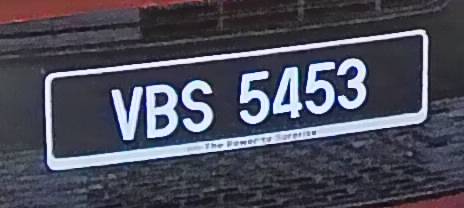 VBS 5453
The Power to Surprise